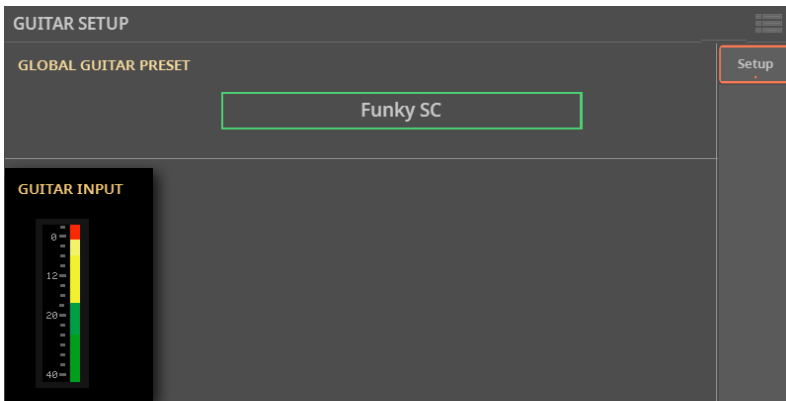 GUITAR SETUP
GLOBAL GUITAR PRESET
Setup
Funky SC
GUITAR INPUT
0
12
20
40